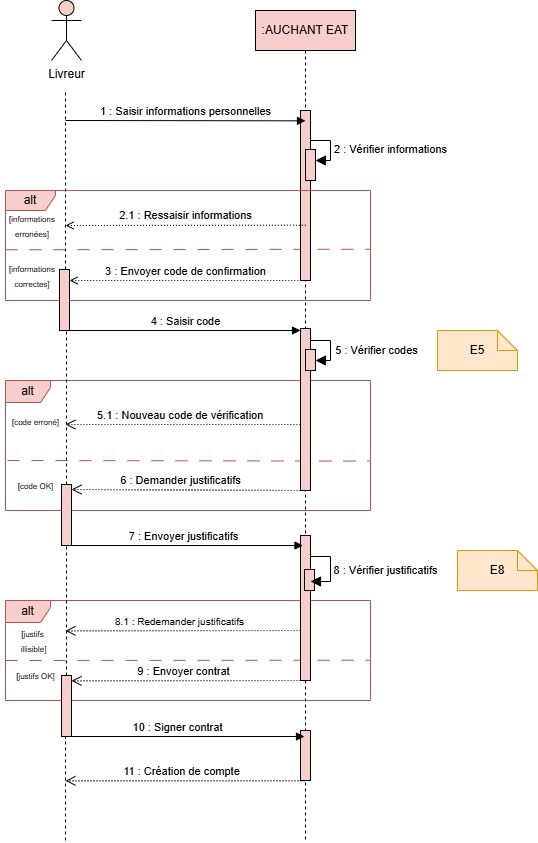 :AUCHANT EAT
Livreur
1 : Saisir informations personnelles
2 : Vérifier informations
alt
[informations
erronées]
2.1 : Ressaisir informations
[informations
correctes]
3 : Envoyer code de confirmation
4 : Saisir code
5 : Vérifier codes
E5
alt
[code erroné]
5.1 : Nouveau code de vérification
[code OK]
6 : Demander justificatifs
7 : Envoyer justificatifs
8 : Vérifier justificatifs
E8
alt
[justifs
illisible]
8.1 : Redemander justificatifs
[justifs OK]
9 : Envoyer contrat
10 : Signer contrat
11 : Création de compte